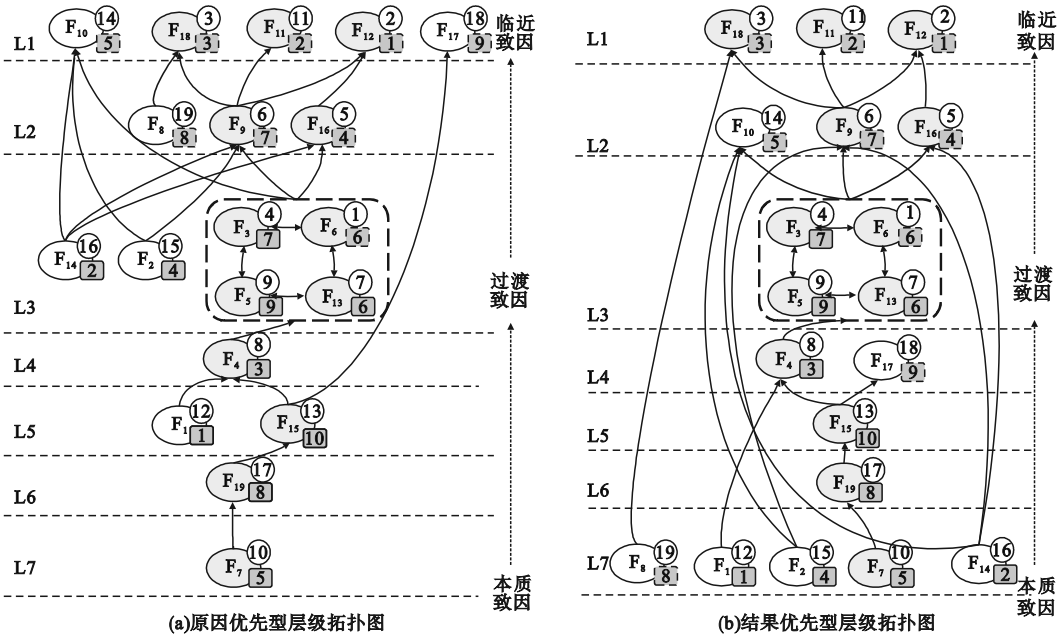 L1
F10 14 5
F18 3 3
F11 11 2
F12 2 1
F17 18 9
临近
致因
L2
F8 19 8
F9 6 7
F16 5 4
L3
F14 16 2
F2 15 4
F3 4 7
F6 1 6
F5 9 9
F13 7 6
过渡
致因
L4
F4 8 3
L5
F1 12 1
F15 13 10
L6
F19 17 8
L7
F7 10 5
本质
致因
(a)原因优先型层级拓扑图
L1
F18 3 3
F11 11 2
F12 2 1
临近
致因
L2
F10 14 5
F9 6 7
F16 5 4
L3
F3 4 7
F6 1 6
F5 9 9
F13 7 6
过渡
致因
L4
F4 8 3
F17 18 9
L5
F15 13 10
L6
F19 17 8
L7
F8 19 8
F1 12 1
F2 15 4
F7 10 5
F14 16 2
本质
致因
(b)结果优先型层级拓扑图